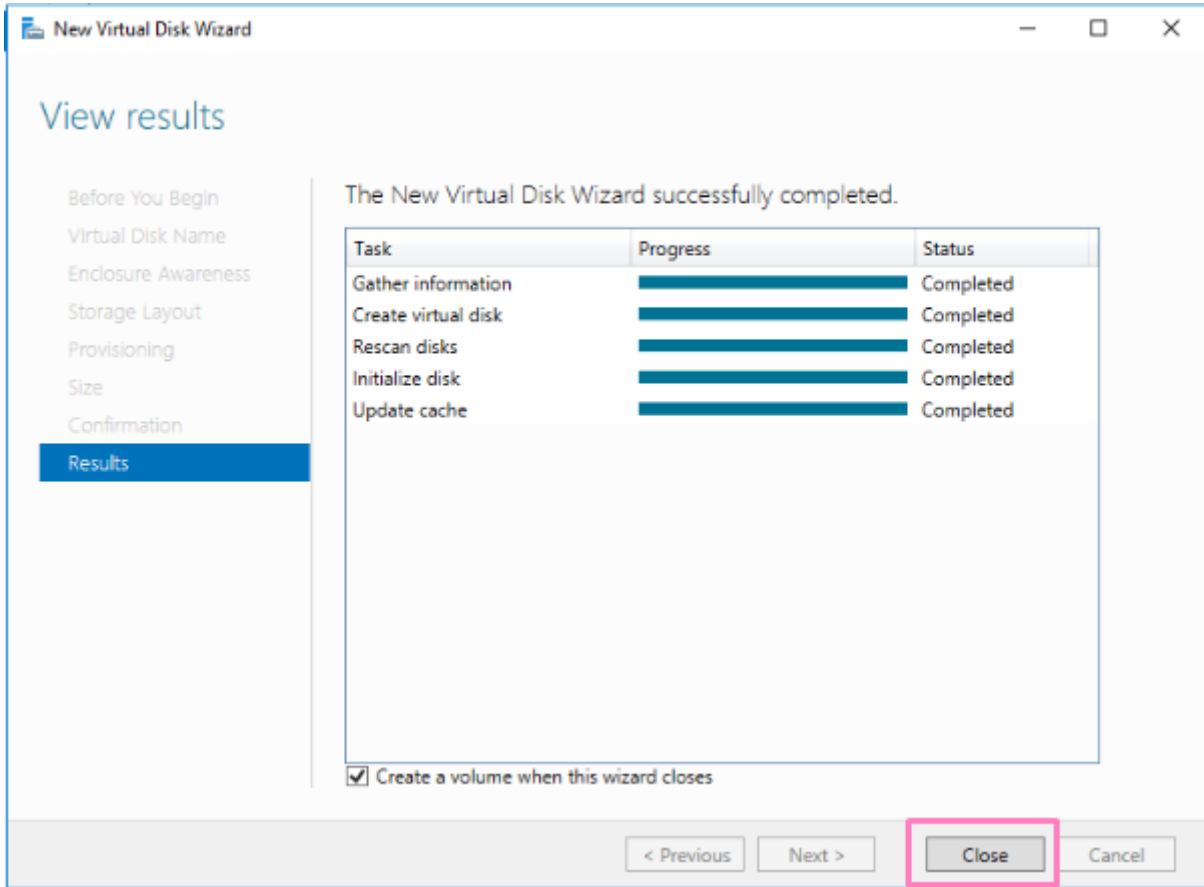 New Virtual Disk Wizard
View results
Before You Begin
Virtual Disk Name
Enclosure Awareness
Storage Layout
Provisioning
Size
Confirmation
Results
The New Virtual Disk Wizard successfully completed.
Task Progress Status
Gather information Completed
Create virtual disk Completed
Rescan disks Completed
Initialize disk Completed
Update cache Completed
Create a volume when this wizard closes
< Previous Next > Close Cancel